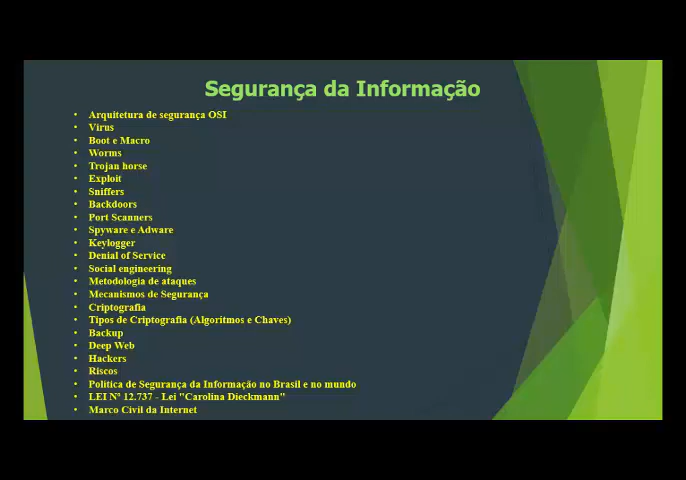 Segurança da Informação
• Arquitetura de segurança OSI
• Virus
• Boot e Macro
• Worms
• Trojan horse
• Exploit
• Sniffers
• Backdoors
• Port Scanners
• Spyware e Adware
• Keylogger
• Denial of Service
• Social engineering
• Metodologia de ataques
• Mecanismos de Segurança
• Criptografia
• Tipos de Criptografia (Algoritmos e Chaves)
• Backup
• Deep Web
• Hackers
• Riscos
• Política de Segurança da Informação no Brasil e no mundo
• LEI Nº 12.737 - Lei "Carolina Dieckmann"
• Marco Civil da Internet